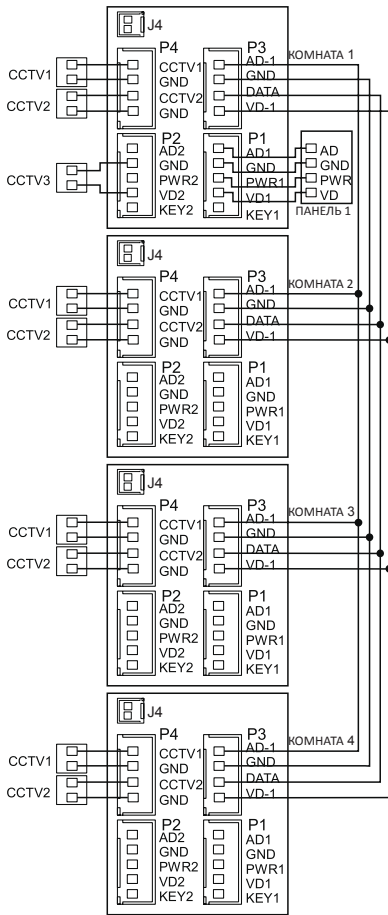 J4
P4 P3
AD-1 КОМНАТА 1
CCTV1 CCTV1 GND
GND DATA
CCTV2 CCTV2 VD-1
GND
P2 P1
AD2 AD1 AD
GND GND GND
CCTV3 PWR2 PWR1 PWR
VD2 VD1 VD
KEY2 KEY1 ПАНЕЛЬ 1
J4
P4 P3
AD-1 КОМНАТА 2
CCTV1 CCTV1 GND
GND DATA
CCTV2 CCTV2 VD-1
GND
P2 P1
AD2 AD1
GND GND
PWR2 PWR1
VD2 VD1
KEY2 KEY1
J4
P4 P3
AD-1 КОМНАТА 3
CCTV1 CCTV1 GND
GND DATA
CCTV2 CCTV2 VD-1
GND
P2 P1
AD2 AD1
GND GND
PWR2 PWR1
VD2 VD1
KEY2 KEY1
J4
P4 P3
AD-1 КОМНАТА 4
CCTV1 CCTV1 GND
GND DATA
CCTV2 CCTV2 VD-1
GND
P2 P1
AD2 AD1
GND GND
PWR2 PWR1
VD2 VD1
KEY2 KEY1